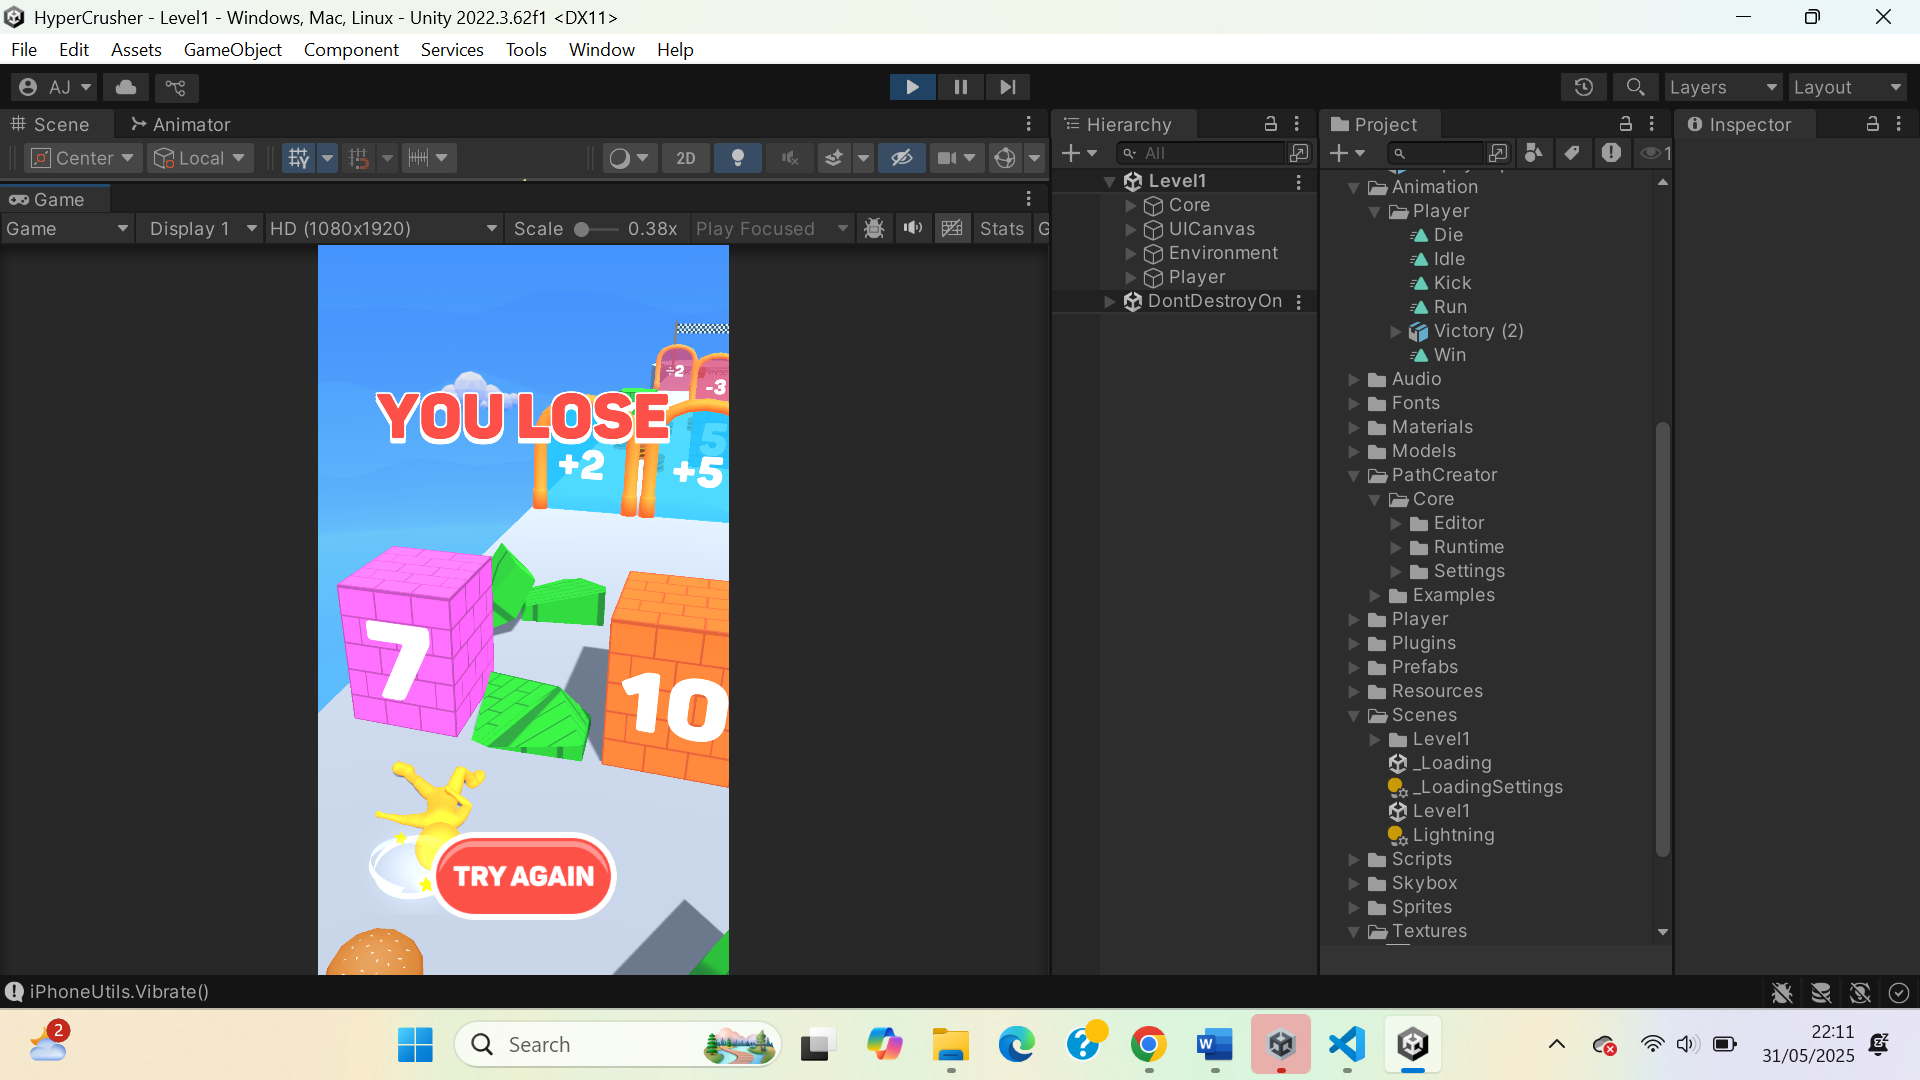 HyperCrusher - Level1 - Windows, Mac, Linux - Unity 2022.3.62f1 <DX11>
File Edit Assets GameObject Component Services Tools Window Help
AJ
Layers
Layout
Scene
Animator
Center
Local
2D
Game
Game
Display 1
HD (1080x1920)
Scale
0.38x
Play Focused
Stats
G
÷2
-3
YOU LOSE
5
+2
+5
7
10
TRY AGAIN
Hierarchy
All
Level1
Core
UICanvas
Environment
Player
DontDestroyOn
Project
1
Animation
Player
Die
Idle
Kick
Run
Victory (2)
Win
Audio
Fonts
Materials
Models
PathCreator
Core
Editor
Runtime
Settings
Examples
Player
Plugins
Prefabs
Resources
Scenes
Level1
_Loading
_LoadingSettings
Level1
Lightning
Scripts
Skybox
Sprites
Textures
Inspector
iPhoneUtils.Vibrate()
2
Search
22:11
31/05/2025